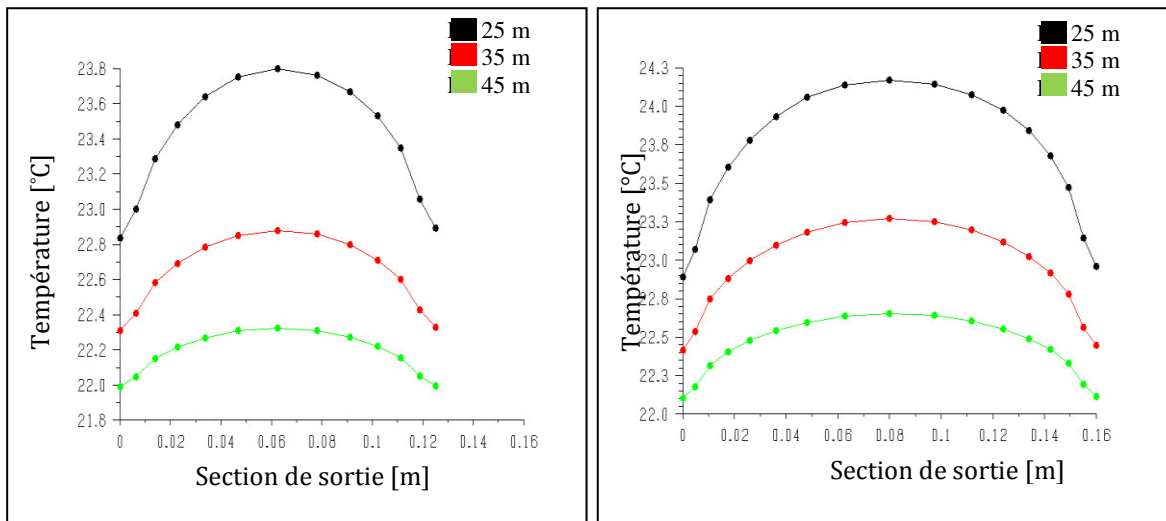 25 m
35 m
45 m
23.8
23.6
23.4
23.2
23.0
22.8
22.6
22.4
22.2
22.0
21.8
Température [°C]
0 0.02 0.04 0.06 0.08 0.1 0.12 0.14 0.16
Section de sortie [m]
25 m
35 m
45 m
24.3
24.0
23.8
23.5
23.3
23.0
22.8
22.5
22.3
22.0
Température [°C]
0 0.02 0.04 0.06 0.08 0.1 0.12 0.14 0.16
Section de sortie [m]